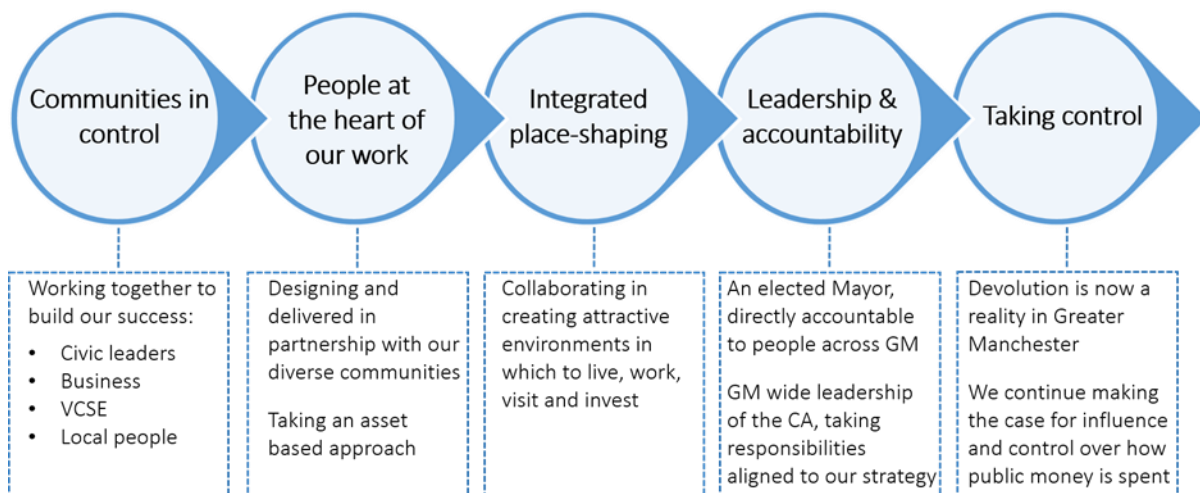 Communities in
control
People at
the heart of
our work
Integrated
place-shaping
Leadership &
accountability
Taking control
Working together to
build our success:
• Civic leaders
• Business
• VCSE
• Local people
Designing and
delivered in
partnership with our
diverse communities
Taking an asset
based approach
Collaborating in
creating attractive
environments in
which to live, work,
visit and invest
An elected Mayor,
directly accountable
to people across GM
GM wide leadership
of the CA, taking
responsibilities
aligned to our strategy
Devolution is now a
reality in Greater
Manchester
We continue making
the case for influence
and control over how
public money is spent